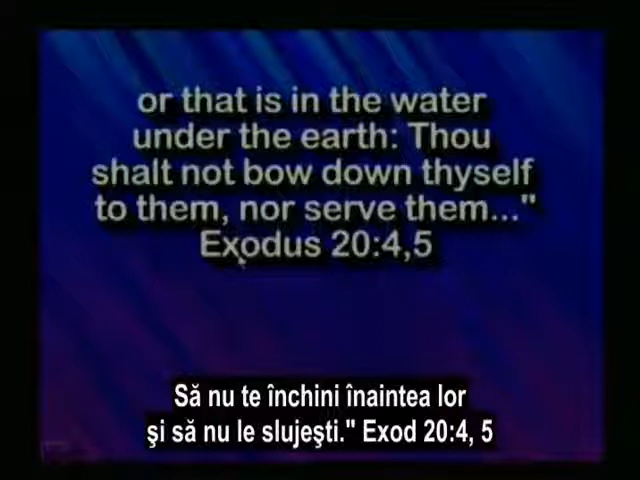 or that is in the water
under the earth: Thou
shalt not bow down thyself
to them, nor serve them..."
Exodus 20:4,5
Să nu te închini înaintea lor
şi să nu le slujeşti." Exod 20:4, 5